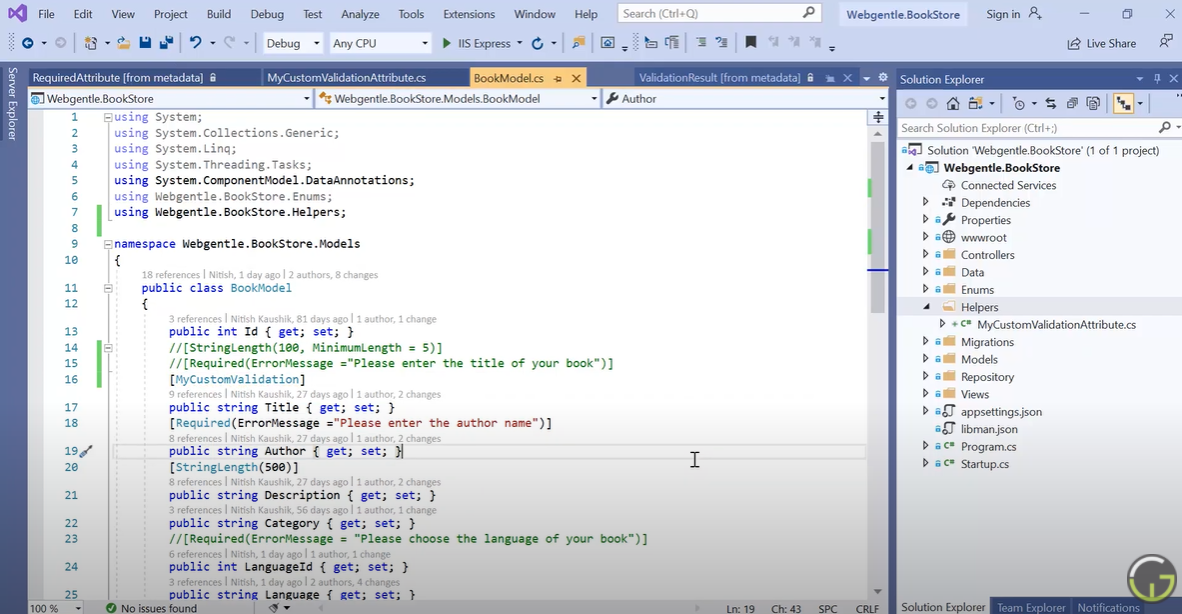 File Edit View Project Build Debug Test Analyze Tools Extensions Window Help Search (Ctrl+Q) Webgentle.BookStore Sign in
Debug Any CPU IIS Express Live Share
Server Explorer
RequiredAttribute [from metadata] MyCustomValidationAttribute.cs BookModel.cs ValidationResult [from metadata]
Webgentle.BookStore Webgentle.BookStore.Models.BookModel Author
1 using System;
2 using System.Collections.Generic;
3 using System.Linq;
4 using System.Threading.Tasks;
5 using System.ComponentModel.DataAnnotations;
6 using Webgentle.BookStore.Enums;
7 using Webgentle.BookStore.Helpers;
8
9 namespace Webgentle.BookStore.Models
10 {
18 references | Nitish, 1 day ago | 2 authors, 8 changes
11 public class BookModel
12 {
3 references | Nitish Kaushik, 81 days ago | 1 author, 1 change
13 public int Id { get; set; }
14 //[StringLength(100, MinimumLength = 5)]
15 //[Required(ErrorMessage ="Please enter the title of your book")]
16 [MyCustomValidation]
9 references | Nitish Kaushik, 27 days ago | 1 author, 2 changes
17 public string Title { get; set; }
18 [Required(ErrorMessage ="Please enter the author name")]
8 references | Nitish Kaushik, 27 days ago | 1 author, 2 changes
19 public string Author { get; set; }
20 [StringLength(500)]
8 references | Nitish Kaushik, 27 days ago | 1 author, 2 changes
21 public string Description { get; set; }
3 references | Nitish Kaushik, 56 days ago | 1 author, 1 change
22 public string Category { get; set; }
23 //[Required(ErrorMessage = "Please choose the language of your book")]
6 references | Nitish, 1 day ago | 1 author, 1 change
24 public int LanguageId { get; set; }
3 references | Nitish, 1 day ago | 2 authors, 4 changes
25 public string Language { get; set; }
100 % No issues found Ln: 19 Ch: 43 SPC CRLF
Solution Explorer
Search Solution Explorer (Ctrl+;)
Solution 'Webgentle.BookStore' (1 of 1 project)
Webgentle.BookStore
Connected Services
Dependencies
Properties
wwwroot
Controllers
Data
Enums
Helpers
C# MyCustomValidationAttribute.cs
Migrations
Models
Repository
Views
appsettings.json
libman.json
C# Program.cs
C# Startup.cs
Solution Explorer Team Explorer Notifications